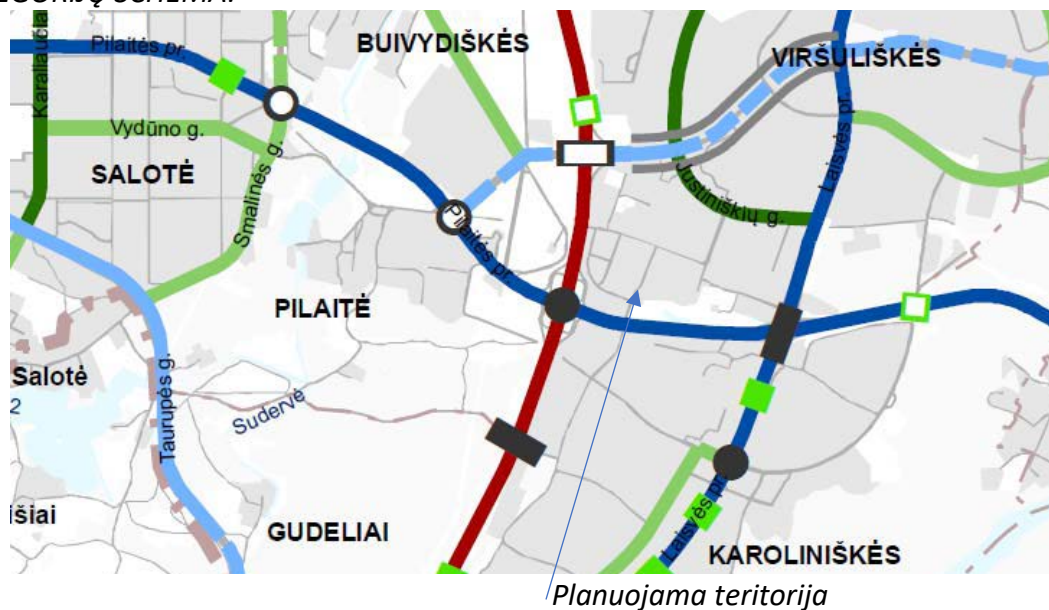 Karaliaučia
Pilaitės pr.
BUIVYDIŠKĖS
VIRŠULIŠKĖS
Vydūno g.
SALOTĖ
Smalinės g.
Laisvės pr.
Justiniškių g.
Pilaitės pr.
PILAITĖ
Salotė
2
Taurupės g.
Sudervė
išiai
GUDELIAI
Laisvės pr.
KAROLINIŠKĖS
Planuojama teritorija